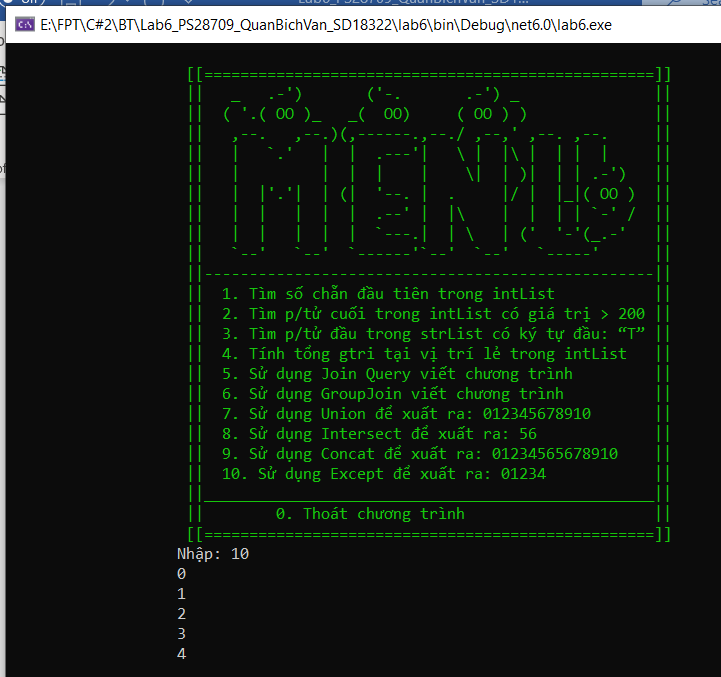 Lab6_PS28709_QuanBichVan_SD1...
E:\FPT\C#2\BT\Lab6_PS28709_QuanBichVan_SD18322\lab6\bin\Debug\net6.0\lab6.exe
MENU
1. Tìm số chẵn đầu tiên trong intList
2. Tìm p/tử cuối trong intList có giá trị > 200
3. Tìm p/tử đầu trong strList có ký tự đầu: “T”
4. Tính tổng gtri tại vị trí lẻ trong intList
5. Sử dụng Join Query viết chương trình
6. Sử dụng GroupJoin viết chương trình
7. Sử dụng Union để xuất ra: 012345678910
8. Sử dụng Intersect để xuất ra: 56
9. Sử dụng Concat để xuất ra: 01234565678910
10. Sử dụng Except để xuất ra: 01234
0. Thoát chương trình
Nhập: 10
0
1
2
3
4